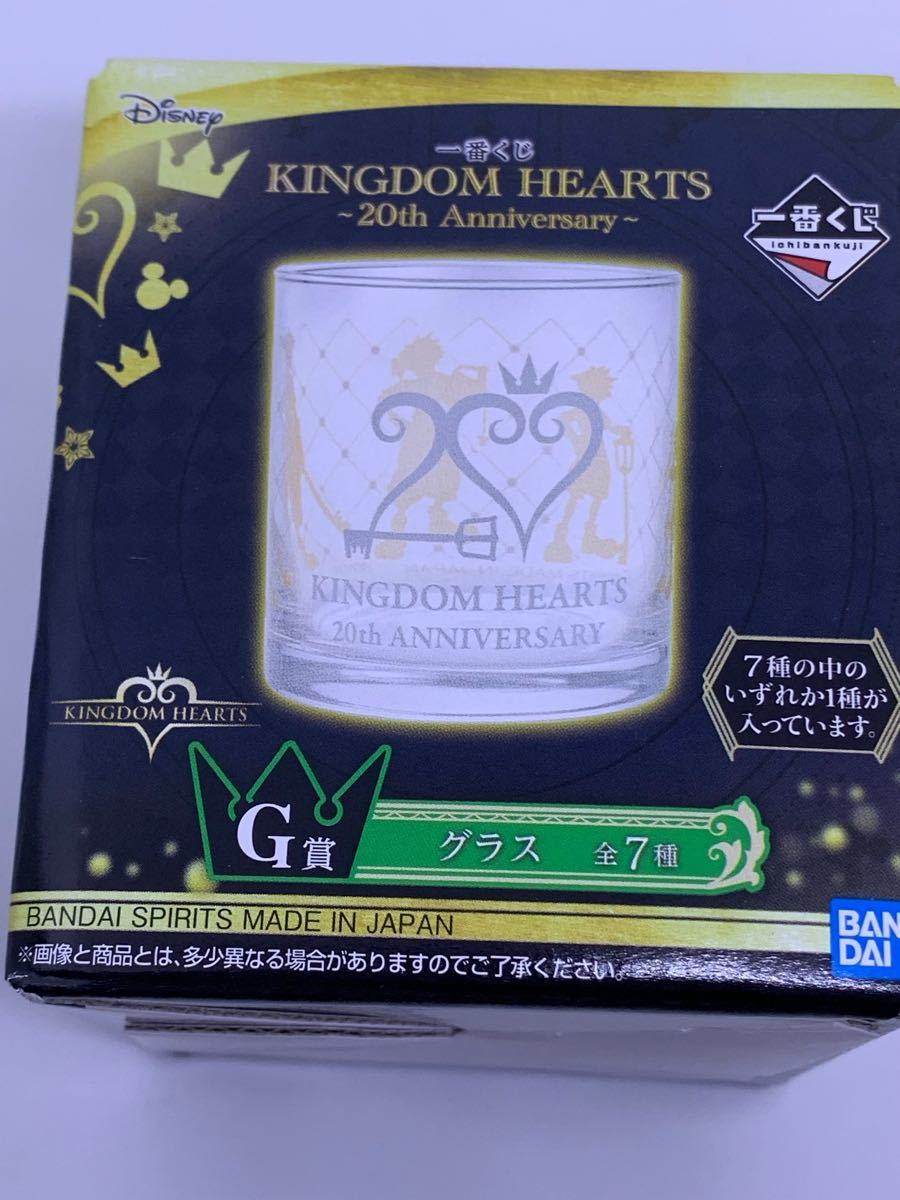 Disney
一番くじ
KINGDOM HEARTS
~20th Anniversary~
一番くじ
ichibankuji
KINGDOM HEARTS
20th ANNIVERSARY
7種の中の
いずれか1種が
入っています。
KINGDOM HEARTS
G賞
グラス 全7種
BANDAI SPIRITS MADE IN JAPAN
BAN
DAI
※画像と商品とは、多少異なる場合がありますのでご了承ください。